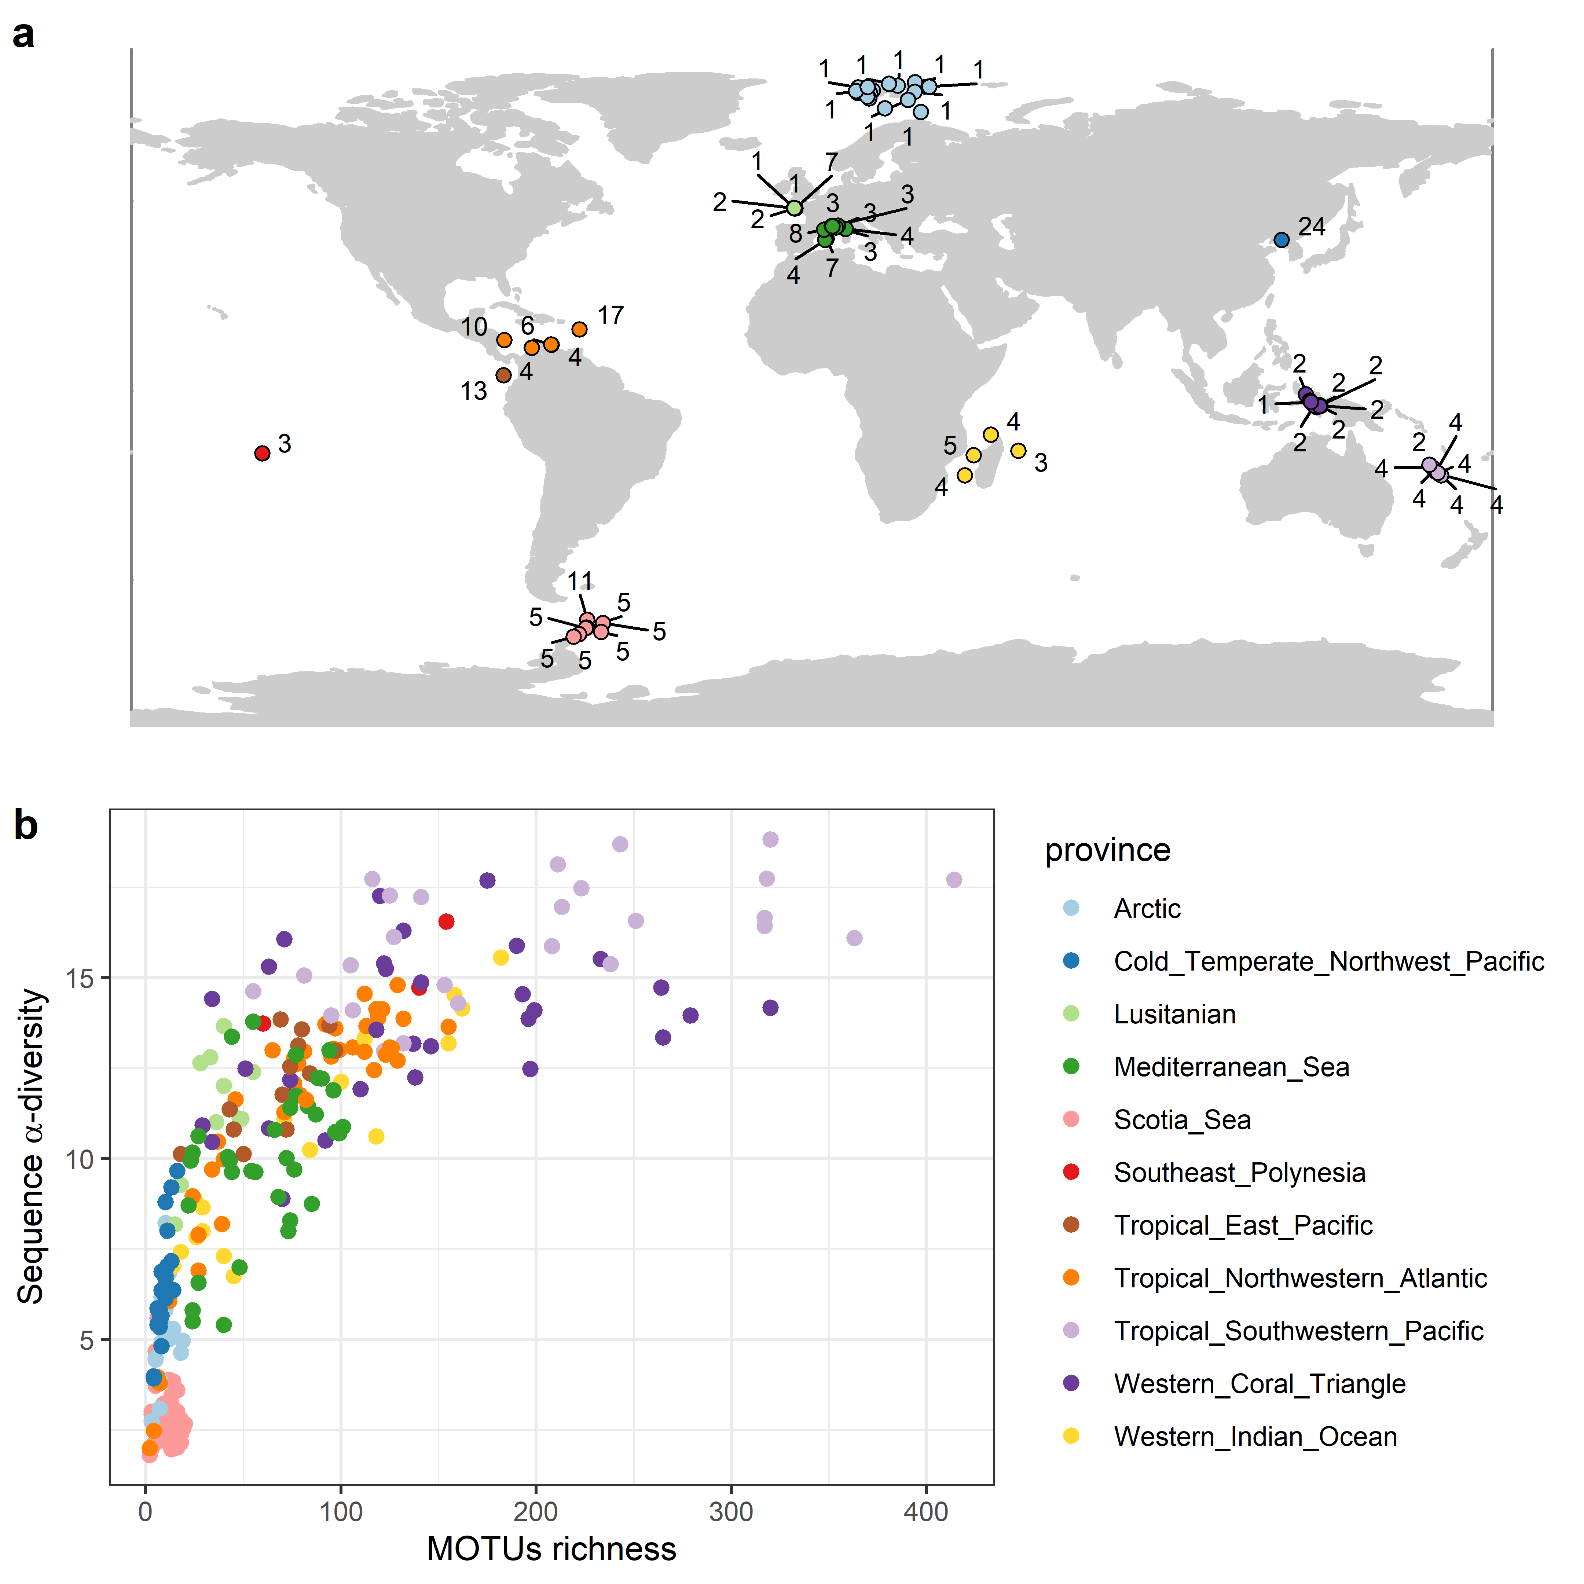 a
1 1 1 1 1
1 1 1 1
1 7
2 1
2 3 3 3
8 4
4 7 3
24
10 6 17
4 4
13
3
4
5 3
4
2 2 2
1 2
2 2
4
2
4 4
4 4 4
11
5 5
5
5 5 5
b
Sequence α-diversity
15
10
5
0 100 200 300 400
MOTUs richness
province
Arctic
Cold_Temperate_Northwest_Pacific
Lusitanian
Mediterranean_Sea
Scotia_Sea
Southeast_Polynesia
Tropical_East_Pacific
Tropical_Northwestern_Atlantic
Tropical_Southwestern_Pacific
Western_Coral_Triangle
Western_Indian_Ocean